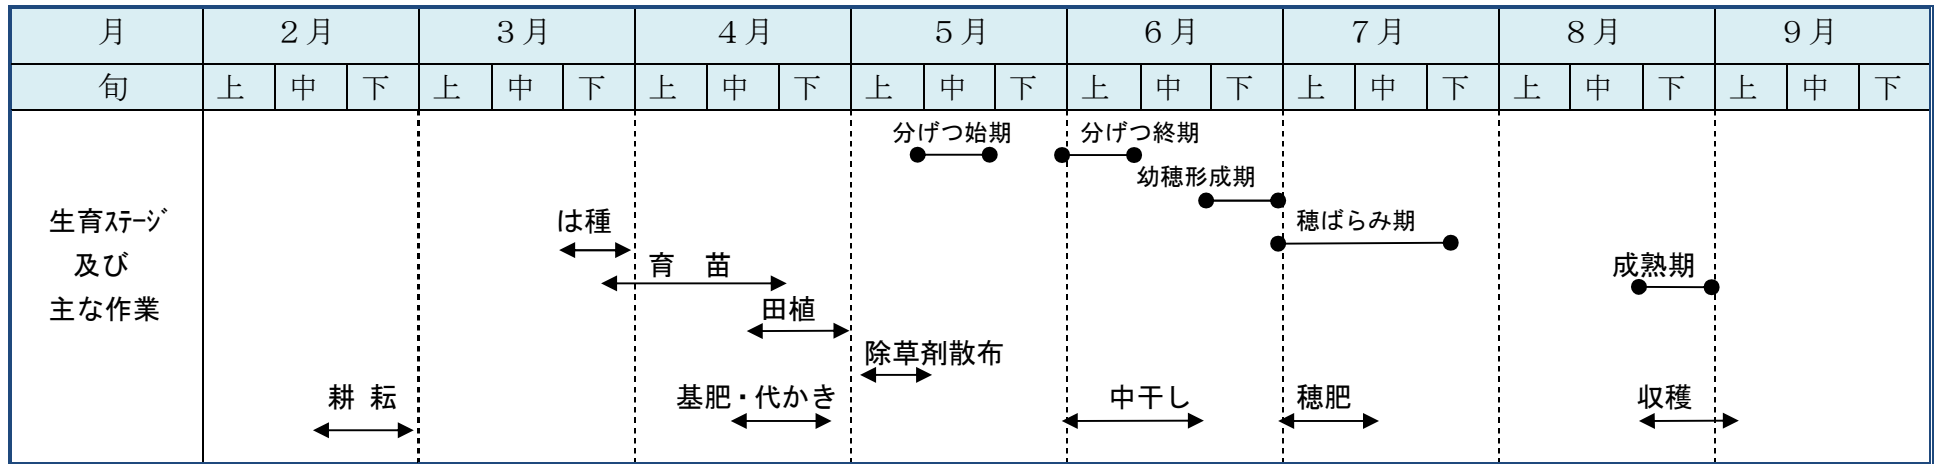 月 2月 3月 4月 5月 6月 7月 8月 9月
旬 上 中 下 上 中 下 上 中 下 上 中 下 上 中 下 上 中 下 上 中 下 上 中 下
生育ｽﾃｰｼﾞ
及び
主な作業
分げつ始期 分げつ終期
幼穂形成期
は種 穂ばらみ期
育 苗 成熟期
田植
除草剤散布
耕 耘 基肥・代かき 中干し 穂肥 収穫